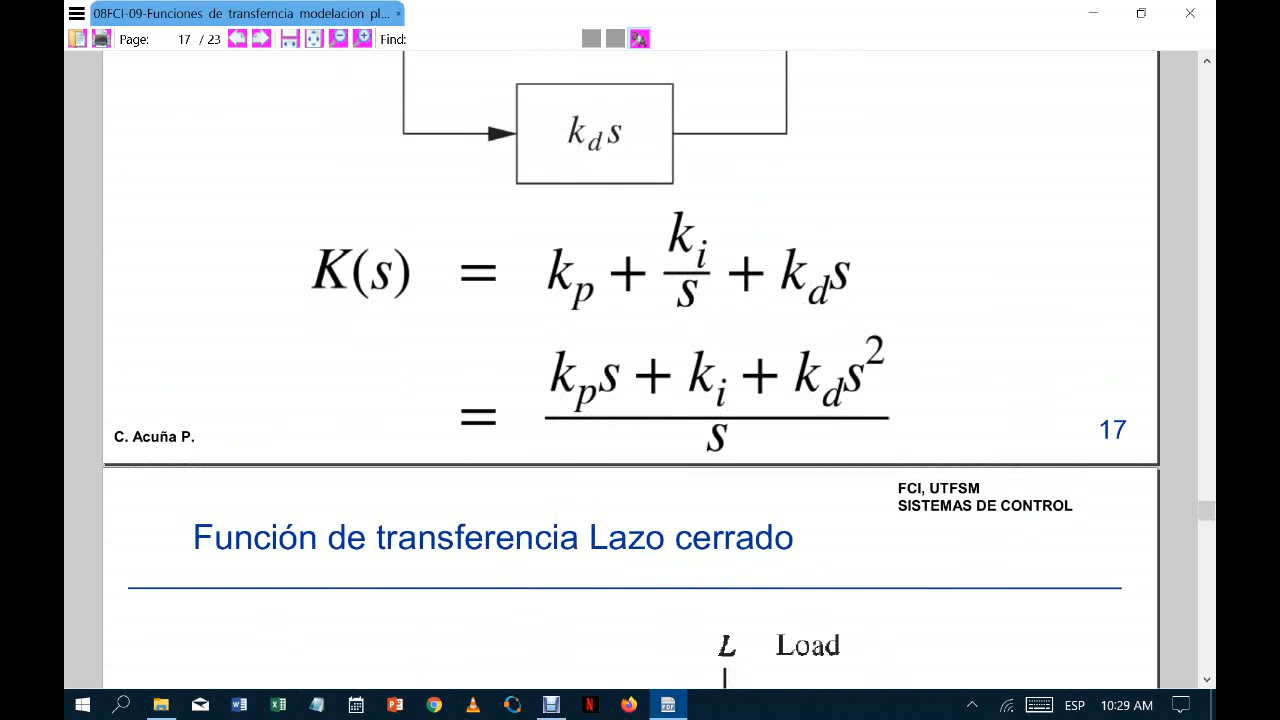 08FCI-09-Funciones de transferncia modelacion pl...
Page: 17 / 23 Find:
k_d s
K(s) = k_p + k_i/s + k_d s
= (k_p s + k_i + k_d s^2)/s
C. Acuña P. 17
FCI, UTFSM
SISTEMAS DE CONTROL
Función de transferencia Lazo cerrado
L Load
ESP 10:29 AM